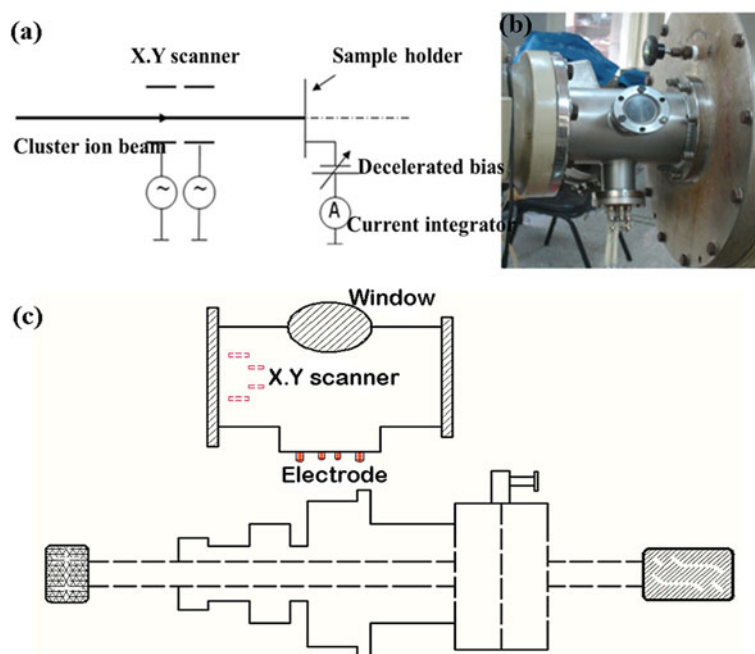 (a)
X.Y scanner
Sample holder
Cluster ion beam
~ ~
Decelerated bias
A
Current integrator
(b)
(c)
Window
X.Y scanner
Electrode